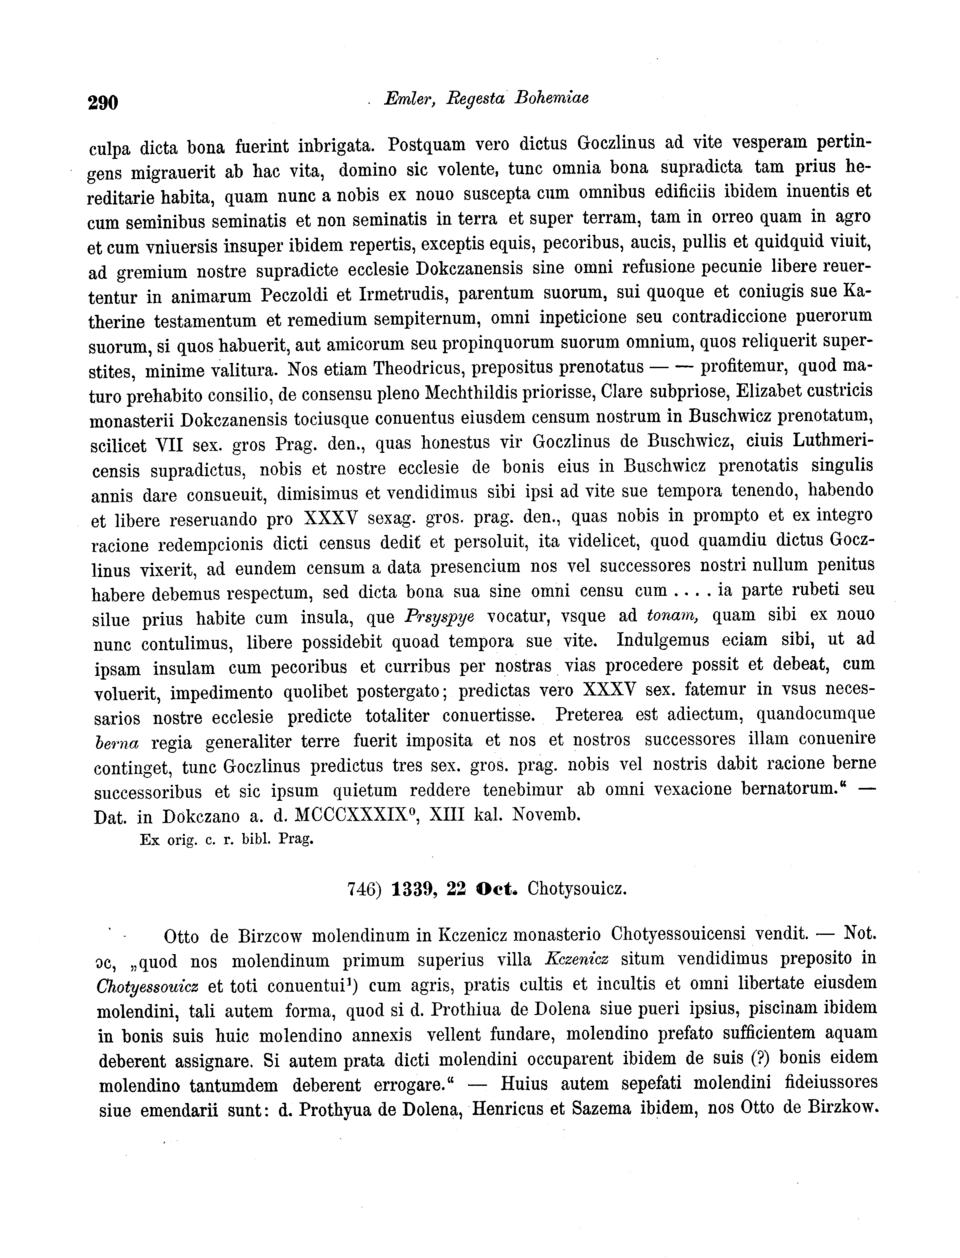 290 Emler, Regesta Bohemiae
culpa dicta bona fuerint inbrigata. Postquam vero dictus Goczlinus ad vite vesperam pertin-
gens migrauerit ab hac vita, domino sic volente, tunc omnia bona supradicta tam prius he-
reditarie habita, quam nunc a nobis ex nouo suscepta cum omnibus edificiis ibidem inuentis et
cum seminibus seminatis et non seminatis in terra et super terram, tam in orreo quam in agro
et cum vniuersis insuper ibidem repertis, exceptis equis, pecoribus, aucis, pullis et quidquid viuit,
ad gremium nostre supradicte ecclesie Dokczanensis sine omni refusione pecunie libere reuer-
tentur in animarum Peczoldi et Irmetrudis, parentum suorum, sui quoque et coniugis sue Ka-
therine testamentum et remedium sempiternum, omni inpeticione seu contradiccione puerorum
suorum, si quos habuerit, aut amicorum seu propinquorum suorum omnium, quos reliquerit super-
stites, minime valitura. Nos etiam Theodricus, prepositus prenotatus — — profitemur, quod ma-
turo prehabito consilio, de consensu pleno Mechthildis priorisse, Clare subpriose, Elizabet custricis
monasterii Dokczanensis tociusque conuentus eiusdem censum nostrum in Buschwicz prenotatum,
scilicet VII sex. gros Prag. den., quas honestus vir Goczlinus de Buschwicz, ciuis Luthmeri-
censis supradictus, nobis et nostre ecclesie de bonis eius in Buschwicz prenotatis singulis
annis dare consueuit, dimisimus et vendidimus sibi ipsi ad vite sue tempora tenendo, habendo
et libere reseruando pro XXXV sexag. gros. prag. den., quas nobis in prompto et ex integro
racione redempcionis dicti census dedit et persoluit, ita videlicet, quod quamdiu dictus Gocz-
linus vixerit, ad eundem censum a data presencium nos vel successores nostri nullum penitus
habere debemus respectum, sed dicta bona sua sine omni censu cum . . . . ia parte rubeti seu
silue prius habite cum insula, que Prsyspye vocatur, vsque ad tonam, quam sibi ex nouo
nunc contulimus, libere possidebit quoad tempora sue vite. Indulgemus eciam sibi, ut ad
ipsam insulam cum pecoribus et curribus per nostras vias procedere possit et debeat, cum
voluerit, impedimento quolibet postergato; predictas vero XXXV sex. fatemur in vsus neces-
sarios nostre ecclesie predicte totaliter conuertisse. Preterea est adiectum, quandocumque
berna regia generaliter terre fuerit imposita et nos et nostros successores illam conuenire
continget, tunc Goczlinus predictus tres sex. gros. prag. nobis vel nostris dabit racione berne
successoribus et sic ipsum quietum reddere tenebimur ab omni vexacione bernatorum.“ —
Dat. in Dokczano a. d. MCCCXXXIX⁰, XIII kal. Novemb.
Ex orig. c. r. bibl. Prag.
746) 1339, 22 Oct. Chotysouicz.
Otto de Birzcow molendinum in Kczenicz monasterio Chotyessouicensi vendit. — Not.
ɔc, „quod nos molendinum primum superius villa Kczenicz situm vendidimus preposito in
Chotyessouicz et toti conuentui¹) cum agris, pratis cultis et incultis et omni libertate eiusdem
molendini, tali autem forma, quod si d. Prothiua de Dolena siue pueri ipsius, piscinam ibidem
in bonis suis huic molendino annexis vellent fundare, molendino prefato sufficientem aquam
deberent assignare. Si autem prata dicti molendini occuparent ibidem de suis (?) bonis eidem
molendino tantumdem deberent errogare.“ — Huius autem sepefati molendini fideiussores
siue emendarii sunt: d. Prothyua de Dolena, Henricus et Sazema ibidem, nos Otto de Birzkow.